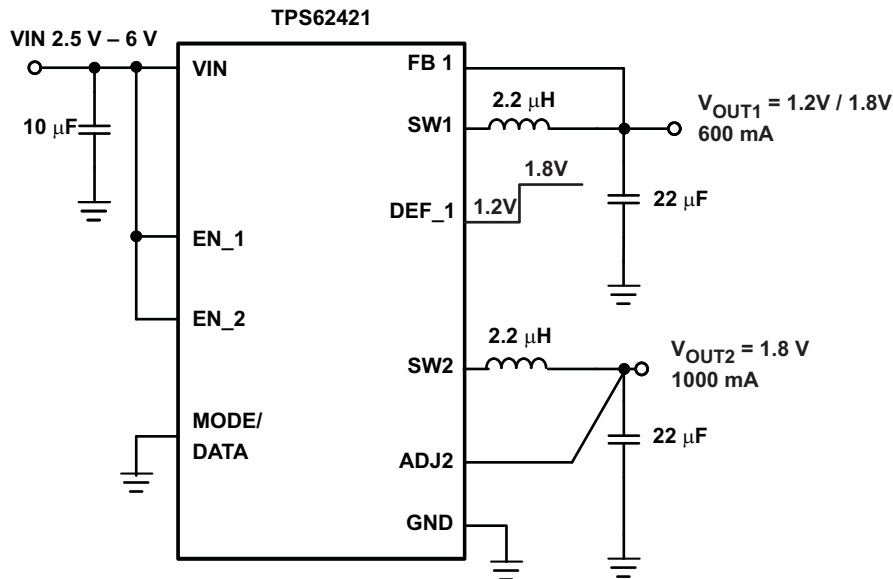 TPS62421
VIN 2.5 V – 6 V
VIN
FB 1
10 μF
2.2 μH
SW1
V_OUT1 = 1.2V / 1.8V
600 mA
1.8V
1.2V
DEF_1
22 μF
EN_1
EN_2
2.2 μH
SW2
V_OUT2 = 1.8 V
1000 mA
MODE/
DATA
22 μF
ADJ2
GND